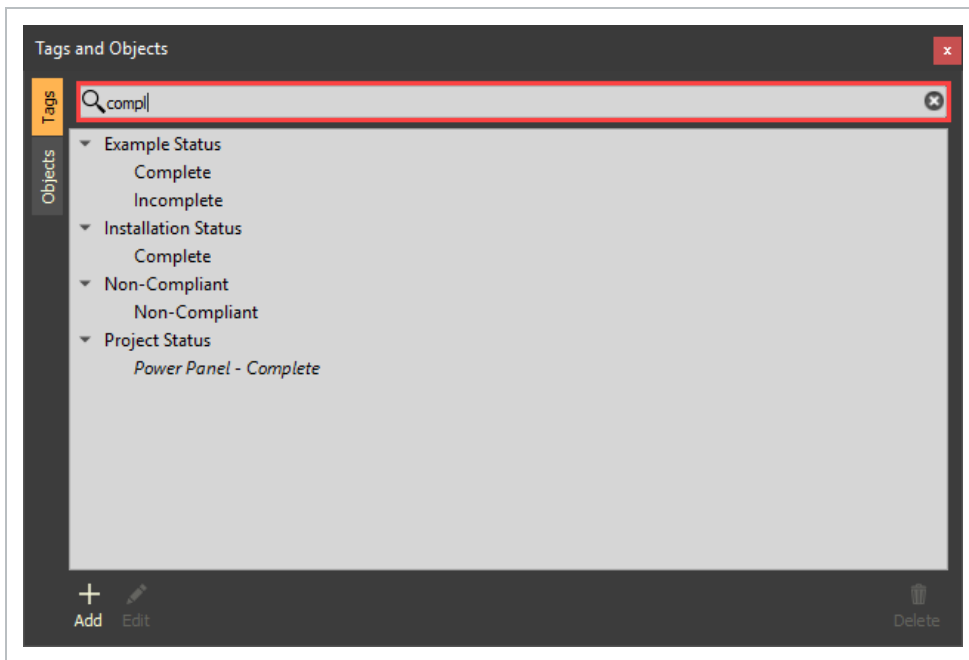 Tags and Objects
x
Tags
Objects
compl
Example Status
Complete
Incomplete
Installation Status
Complete
Non-Compliant
Non-Compliant
Project Status
Power Panel - Complete
Add
Edit
Delete